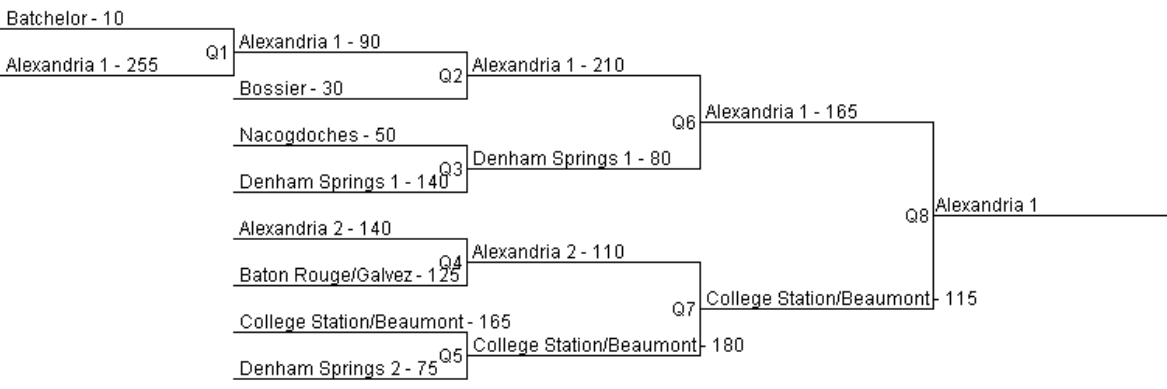 Batchelor - 10
Alexandria 1 - 255
Q1
Alexandria 1 - 90
Bossier - 30
Q2
Nacogdoches - 50
Denham Springs 1 - 140
Q3
Alexandria 2 - 140
Baton Rouge/Galvez - 125
Q4
College Station/Beaumont - 165
Denham Springs 2 - 75
Q5
Alexandria 1 - 210
Denham Springs 1 - 80
Q6
Alexandria 2 - 110
College Station/Beaumont - 180
Q7
Alexandria 1 - 165
College Station/Beaumont - 115
Q8
Alexandria 1